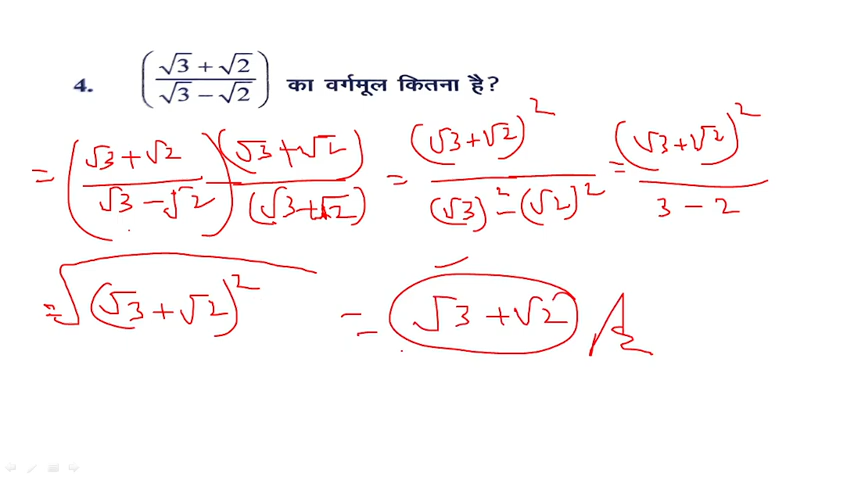 4. (√3 + √2 / √3 − √2) का वर्गमूल कितना है?
= (√3 + √2 / √3 − √2) (√3 + √2) / (√3 + √2) = (√3 + √2)² / (√3)² − (√2)² = (√3 + √2)² / 3 − 2
= √(√3 + √2)² = √3 + √2